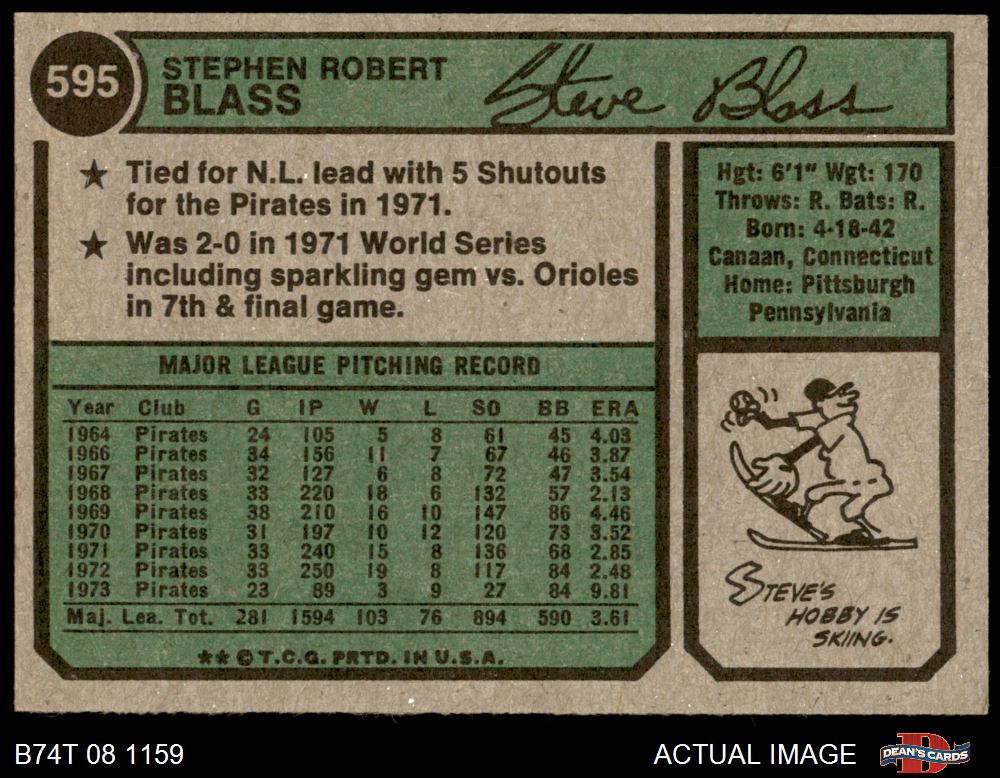 595
STEPHEN ROBERT
BLASS
Steve Blass
★ Tied for N.L. lead with 5 Shutouts
for the Pirates in 1971.
★ Was 2-0 in 1971 World Series
including sparkling gem vs. Orioles
in 7th & final game.
Hgt: 6'1" Wgt: 170
Throws: R. Bats: R.
Born: 4-18-42
Canaan, Connecticut
Home: Pittsburgh
Pennsylvania
MAJOR LEAGUE PITCHING RECORD
Year Club G IP W L SO BB ERA
1964 Pirates 24 105 5 8 61 45 4.03
1966 Pirates 34 156 11 7 67 46 3.87
1967 Pirates 32 127 6 8 72 47 3.54
1968 Pirates 33 220 18 6 132 57 2.13
1969 Pirates 38 210 16 10 147 86 4.46
1970 Pirates 31 197 10 12 120 73 3.52
1971 Pirates 33 240 15 8 136 68 2.85
1972 Pirates 33 250 19 8 117 84 2.48
1973 Pirates 23 89 3 9 27 84 9.81
Maj. Lea. Tot. 281 1594 103 76 894 590 3.61
★★ © T.C.G. PRTD. IN U.S.A.
STEVE'S
HOBBY IS
SKIING.
B74T 08 1159
ACTUAL IMAGE
DEAN'S CARDS